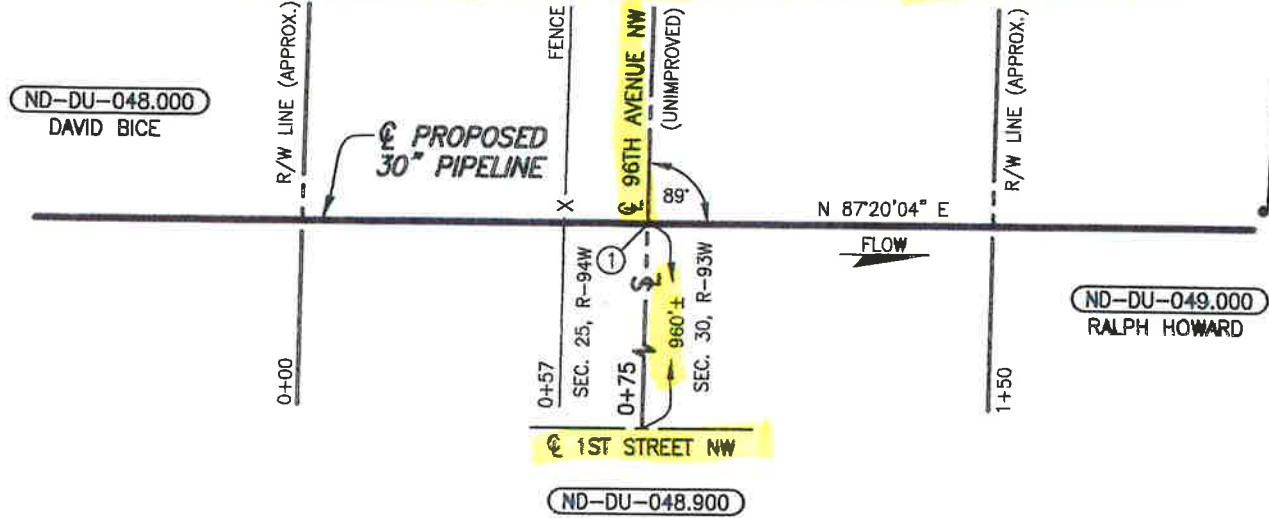 R/W LINE (APPROX.)
FENCE
℄ 96TH AVENUE NW
(UNIMPROVED)
R/W LINE (APPROX.)
ND-DU-048.000
DAVID BICE
℄ PROPOSED
30" PIPELINE
X
89°
N 87°20'04" E
FLOW
1
0+00
0+57
SEC. 25, R-94W
0+75
960'±
SEC. 30, R-93W
1+50
ND-DU-049.000
RALPH HOWARD
℄ 1ST STREET NW
ND-DU-048.900